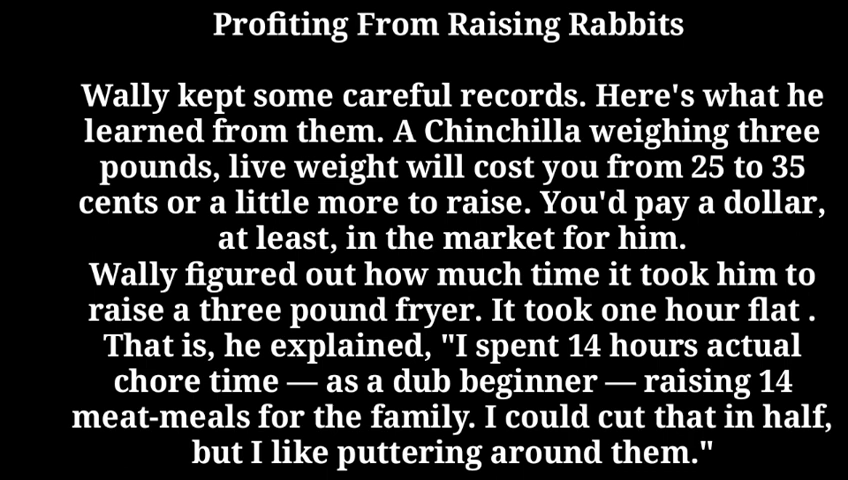 Profiting From Raising Rabbits
Wally kept some careful records. Here's what he
learned from them. A Chinchilla weighing three
pounds, live weight will cost you from 25 to 35
cents or a little more to raise. You'd pay a dollar,
at least, in the market for him.
Wally figured out how much time it took him to
raise a three pound fryer. It took one hour flat .
That is, he explained, "I spent 14 hours actual
chore time — as a dub beginner — raising 14
meat-meals for the family. I could cut that in half,
but I like puttering around them."